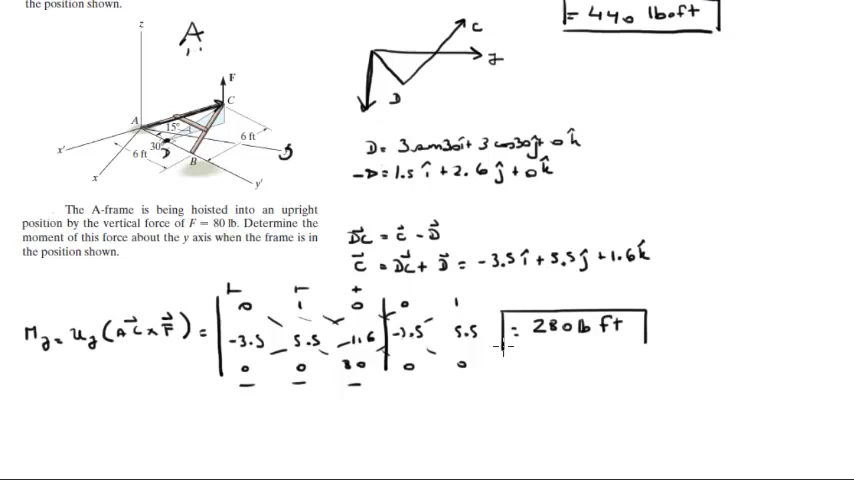 the position shown.
= 440 lb·ft
z
A
F
C
A
15°
x'
30°
D
6 ft
6 ft
B
x
y'
y
C
y
D
D = 3 sin30î + 3 cos30ĵ + 0 k̂
D = 1.5 î + 2.6 ĵ + 0k̂
The A-frame is being hoisted into an upright
position by the vertical force of F = 80 lb. Determine the
moment of this force about the y axis when the frame is in
the position shown.
DC = C - D
C = DC + D = -3.5 î + 5.5 ĵ + 1.6 k̂
+ - +
0 1 0 0 1
My = uy (AC x F) = -3.5 5.5 1.6 -3.5 5.5 = 280 lb ft
0 0 80 0 0